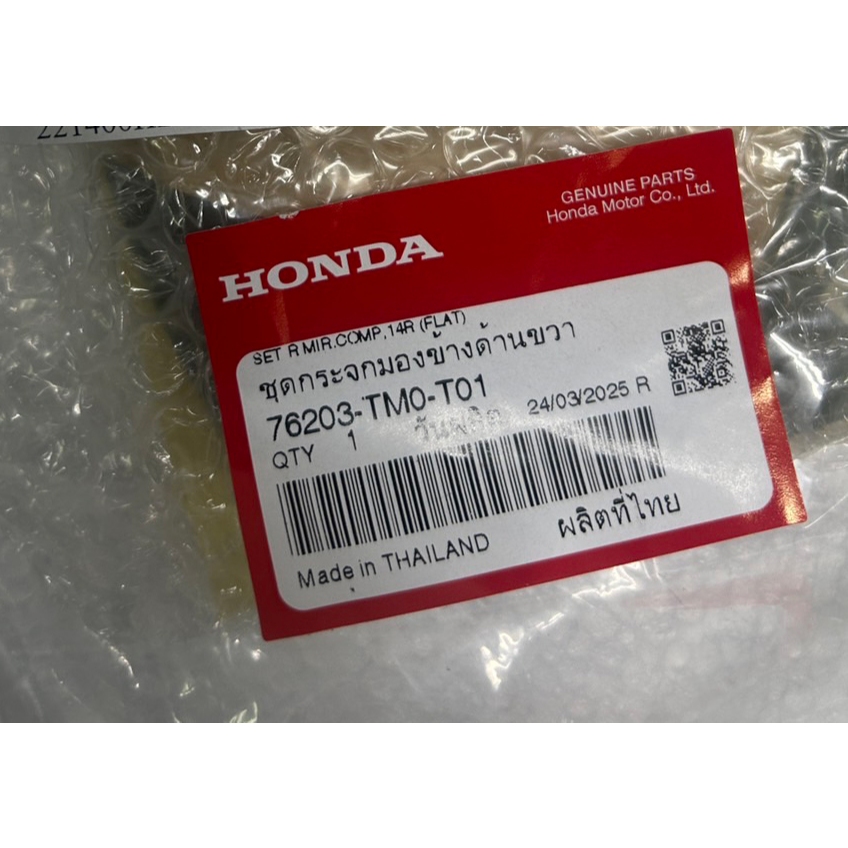 GENUINE PARTS
Honda Motor Co., Ltd.
HONDA
SET R MIR.COMP.,14R (FLAT)
ชุดกระจกมองข้างด้านขวา
76203-TM0-T01
QTY 1 วันผลิต 24/03/2025 R
Made in THAILAND ผลิตที่ไทย